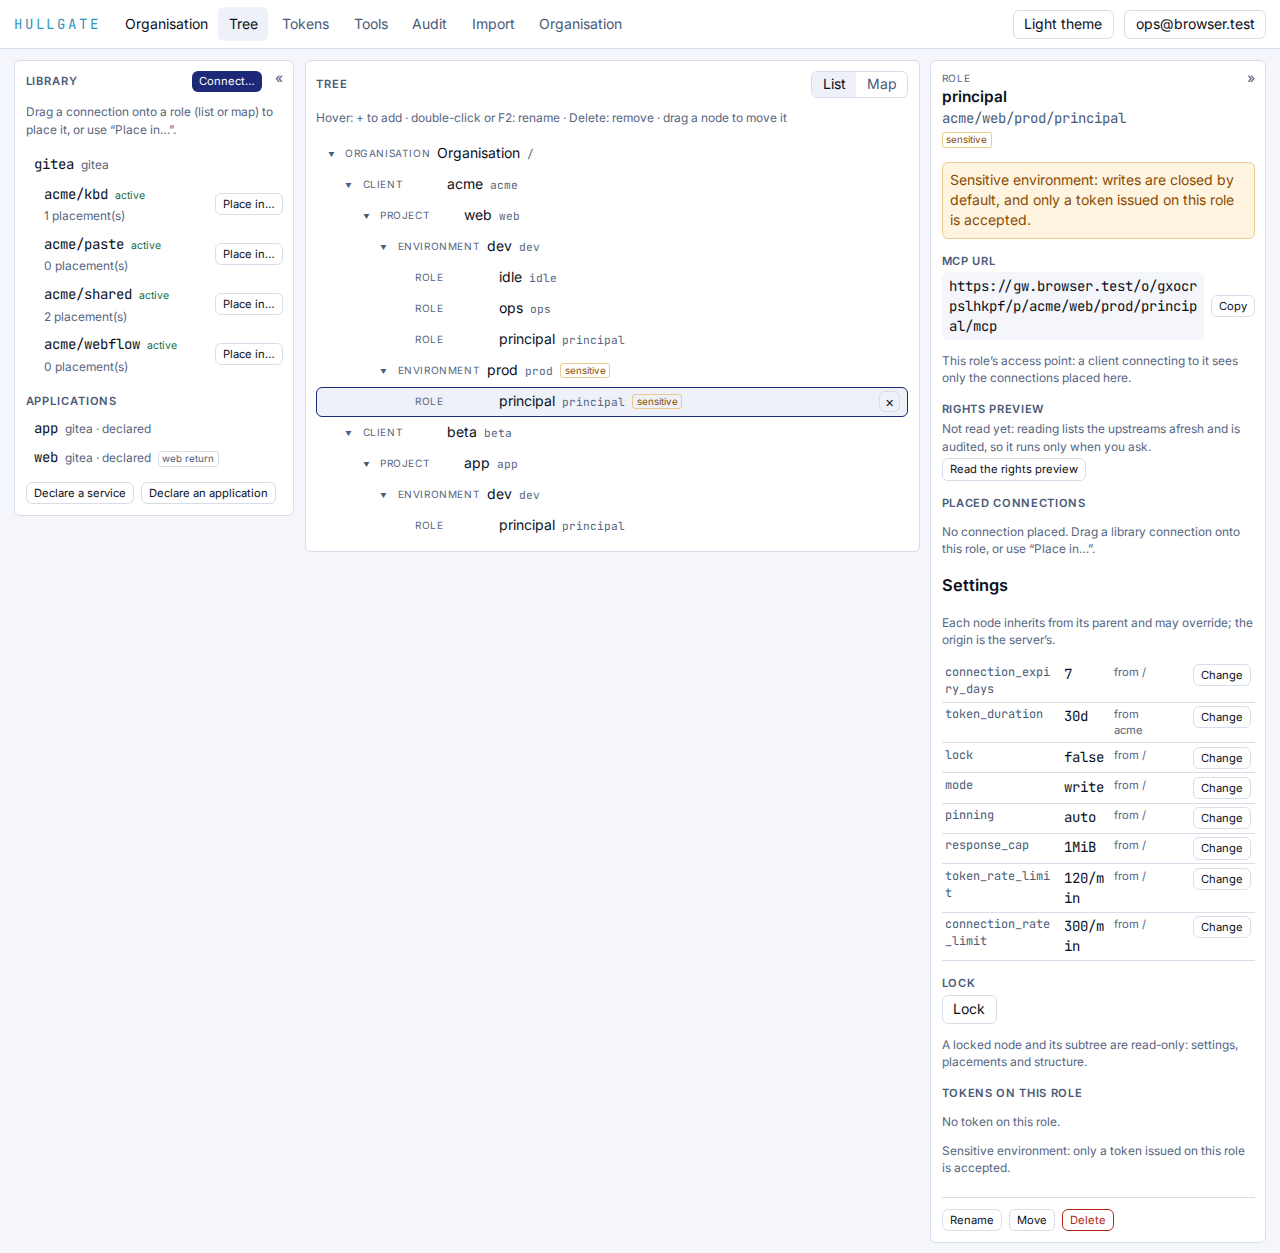 HULLGATE Organisation Tree Tokens Tools Audit Import Organisation Light theme ops@browser.test
LIBRARY Connect... «
Drag a connection onto a role (list or map) to
place it, or use “Place in...”.
gitea gitea
acme/kbd active
1 placement(s)
Place in...
acme/paste active
0 placement(s)
Place in...
acme/shared active
2 placement(s)
Place in...
acme/webflow active
0 placement(s)
Place in...
APPLICATIONS
app gitea · declared
web gitea · declared web return
Declare a service Declare an application
TREE List Map
Hover: + to add · double-click or F2: rename · Delete: remove · drag a node to move it
▾ ORGANISATION Organisation /
▾ CLIENT acme acme
▾ PROJECT web web
▾ ENVIRONMENT dev dev
ROLE idle idle
ROLE ops ops
ROLE principal principal
▾ ENVIRONMENT prod prod sensitive
ROLE principal principal sensitive ×
▾ CLIENT beta beta
▾ PROJECT app app
▾ ENVIRONMENT dev dev
ROLE principal principal
ROLE »
principal
acme/web/prod/principal
sensitive
Sensitive environment: writes are closed by
default, and only a token issued on this role
is accepted.
MCP URL
https://gw.browser.test/o/gxocr
pslhkpf/p/acme/web/prod/princip
al/mcp
Copy
This role’s access point: a client connecting to it sees
only the connections placed here.
RIGHTS PREVIEW
Not read yet: reading lists the upstreams afresh and is
audited, so it runs only when you ask.
Read the rights preview
PLACED CONNECTIONS
No connection placed. Drag a library connection onto
this role, or use “Place in...”.
Settings
Each node inherits from its parent and may override; the
origin is the server’s.
connection_expi
ry_days
7 from / Change
token_duration 30d from
acme
Change
lock false from / Change
mode write from / Change
pinning auto from / Change
response_cap 1MiB from / Change
token_rate_limi
t
120/m
in
from / Change
connection_rate
_limit
300/m
in
from / Change
LOCK
Lock
A locked node and its subtree are read-only: settings,
placements and structure.
TOKENS ON THIS ROLE
No token on this role.
Sensitive environment: only a token issued on this role
is accepted.
Rename Move Delete